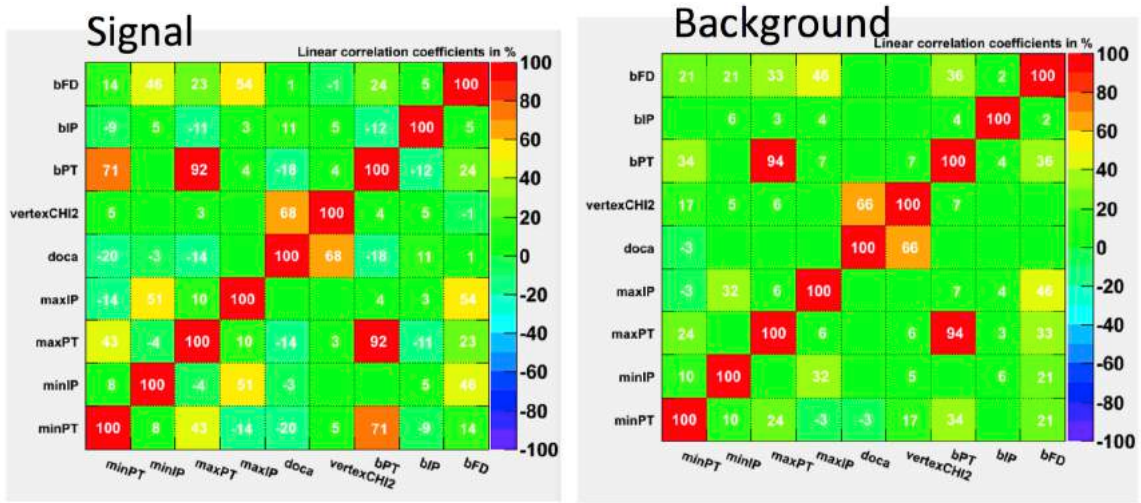 Signal
Linear correlation coefficients in %
bFD 14 46 23 54 1 -1 24 5 100
bIP -9 5 -11 3 11 5 -12 100 5
bPT 71 92 4 -18 4 100 -12 24
vertexCHI2 5 3 68 100 4 5 -1
doca -20 -3 -14 100 68 -18 11 1
maxIP -14 51 10 100 4 3 54
maxPT 43 -4 100 10 -14 3 92 -11 23
minIP 8 100 -4 51 -3 5 46
minPT 100 8 43 -14 -20 5 71 -9 14
minPT minIP maxPT maxIP doca vertexCHI2 bPT bIP bFD
100
80
60
40
20
0
-20
-40
-60
-80
-100
Background
Linear correlation coefficients in %
bFD 21 21 33 46 36 2 100
bIP 6 3 4 4 100 2
bPT 34 94 7 7 100 4 36
vertexCHI2 17 5 6 66 100 7
doca -3 100 66
maxIP -3 32 6 100 7 4 46
maxPT 24 100 6 6 94 3 33
minIP 10 100 32 5 6 21
minPT 100 10 24 -3 -3 17 34 21
minPT minIP maxPT maxIP doca vertexCHI2 bPT bIP bFD
100
80
60
40
20
0
-20
-40
-60
-80
-100